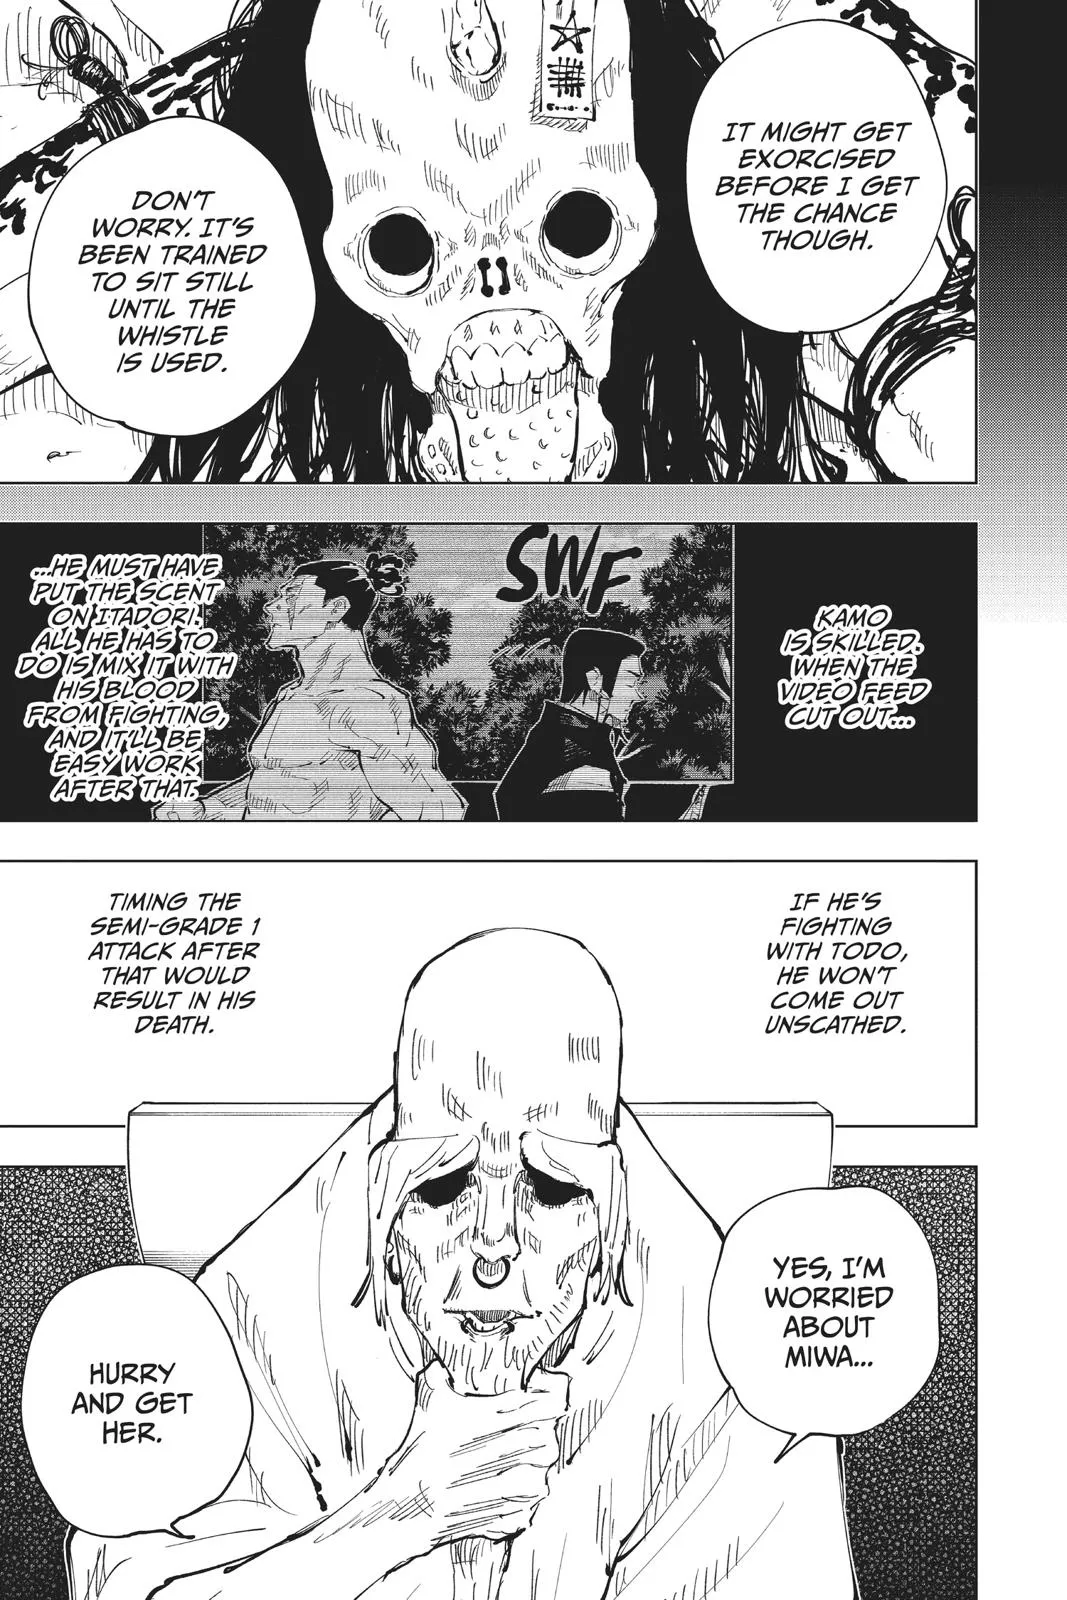 IT MIGHT GET
EXORCISED
BEFORE I GET
THE CHANCE
THOUGH.
DON'T
WORRY. IT'S
BEEN TRAINED
TO SIT STILL
UNTIL THE
WHISTLE
IS USED.
SWF
KAMO
IS SKILLED.
WHEN THE
VIDEO FEED
CUT OUT...
...HE MUST HAVE
PUT THE SCENT
ON ITADORI.
ALL HE HAS TO
DO IS MIX IT WITH
HIS BLOOD
FROM FIGHTING,
AND IT'LL BE
EASY WORK
AFTER THAT.
IF HE'S
FIGHTING
WITH TODO,
HE WON'T
COME OUT
UNSCATHED.
TIMING THE
SEMI-GRADE 1
ATTACK AFTER
THAT WOULD
RESULT IN HIS
DEATH.
YES, I'M
WORRIED
ABOUT
MIWA...
HURRY
AND GET
HER.